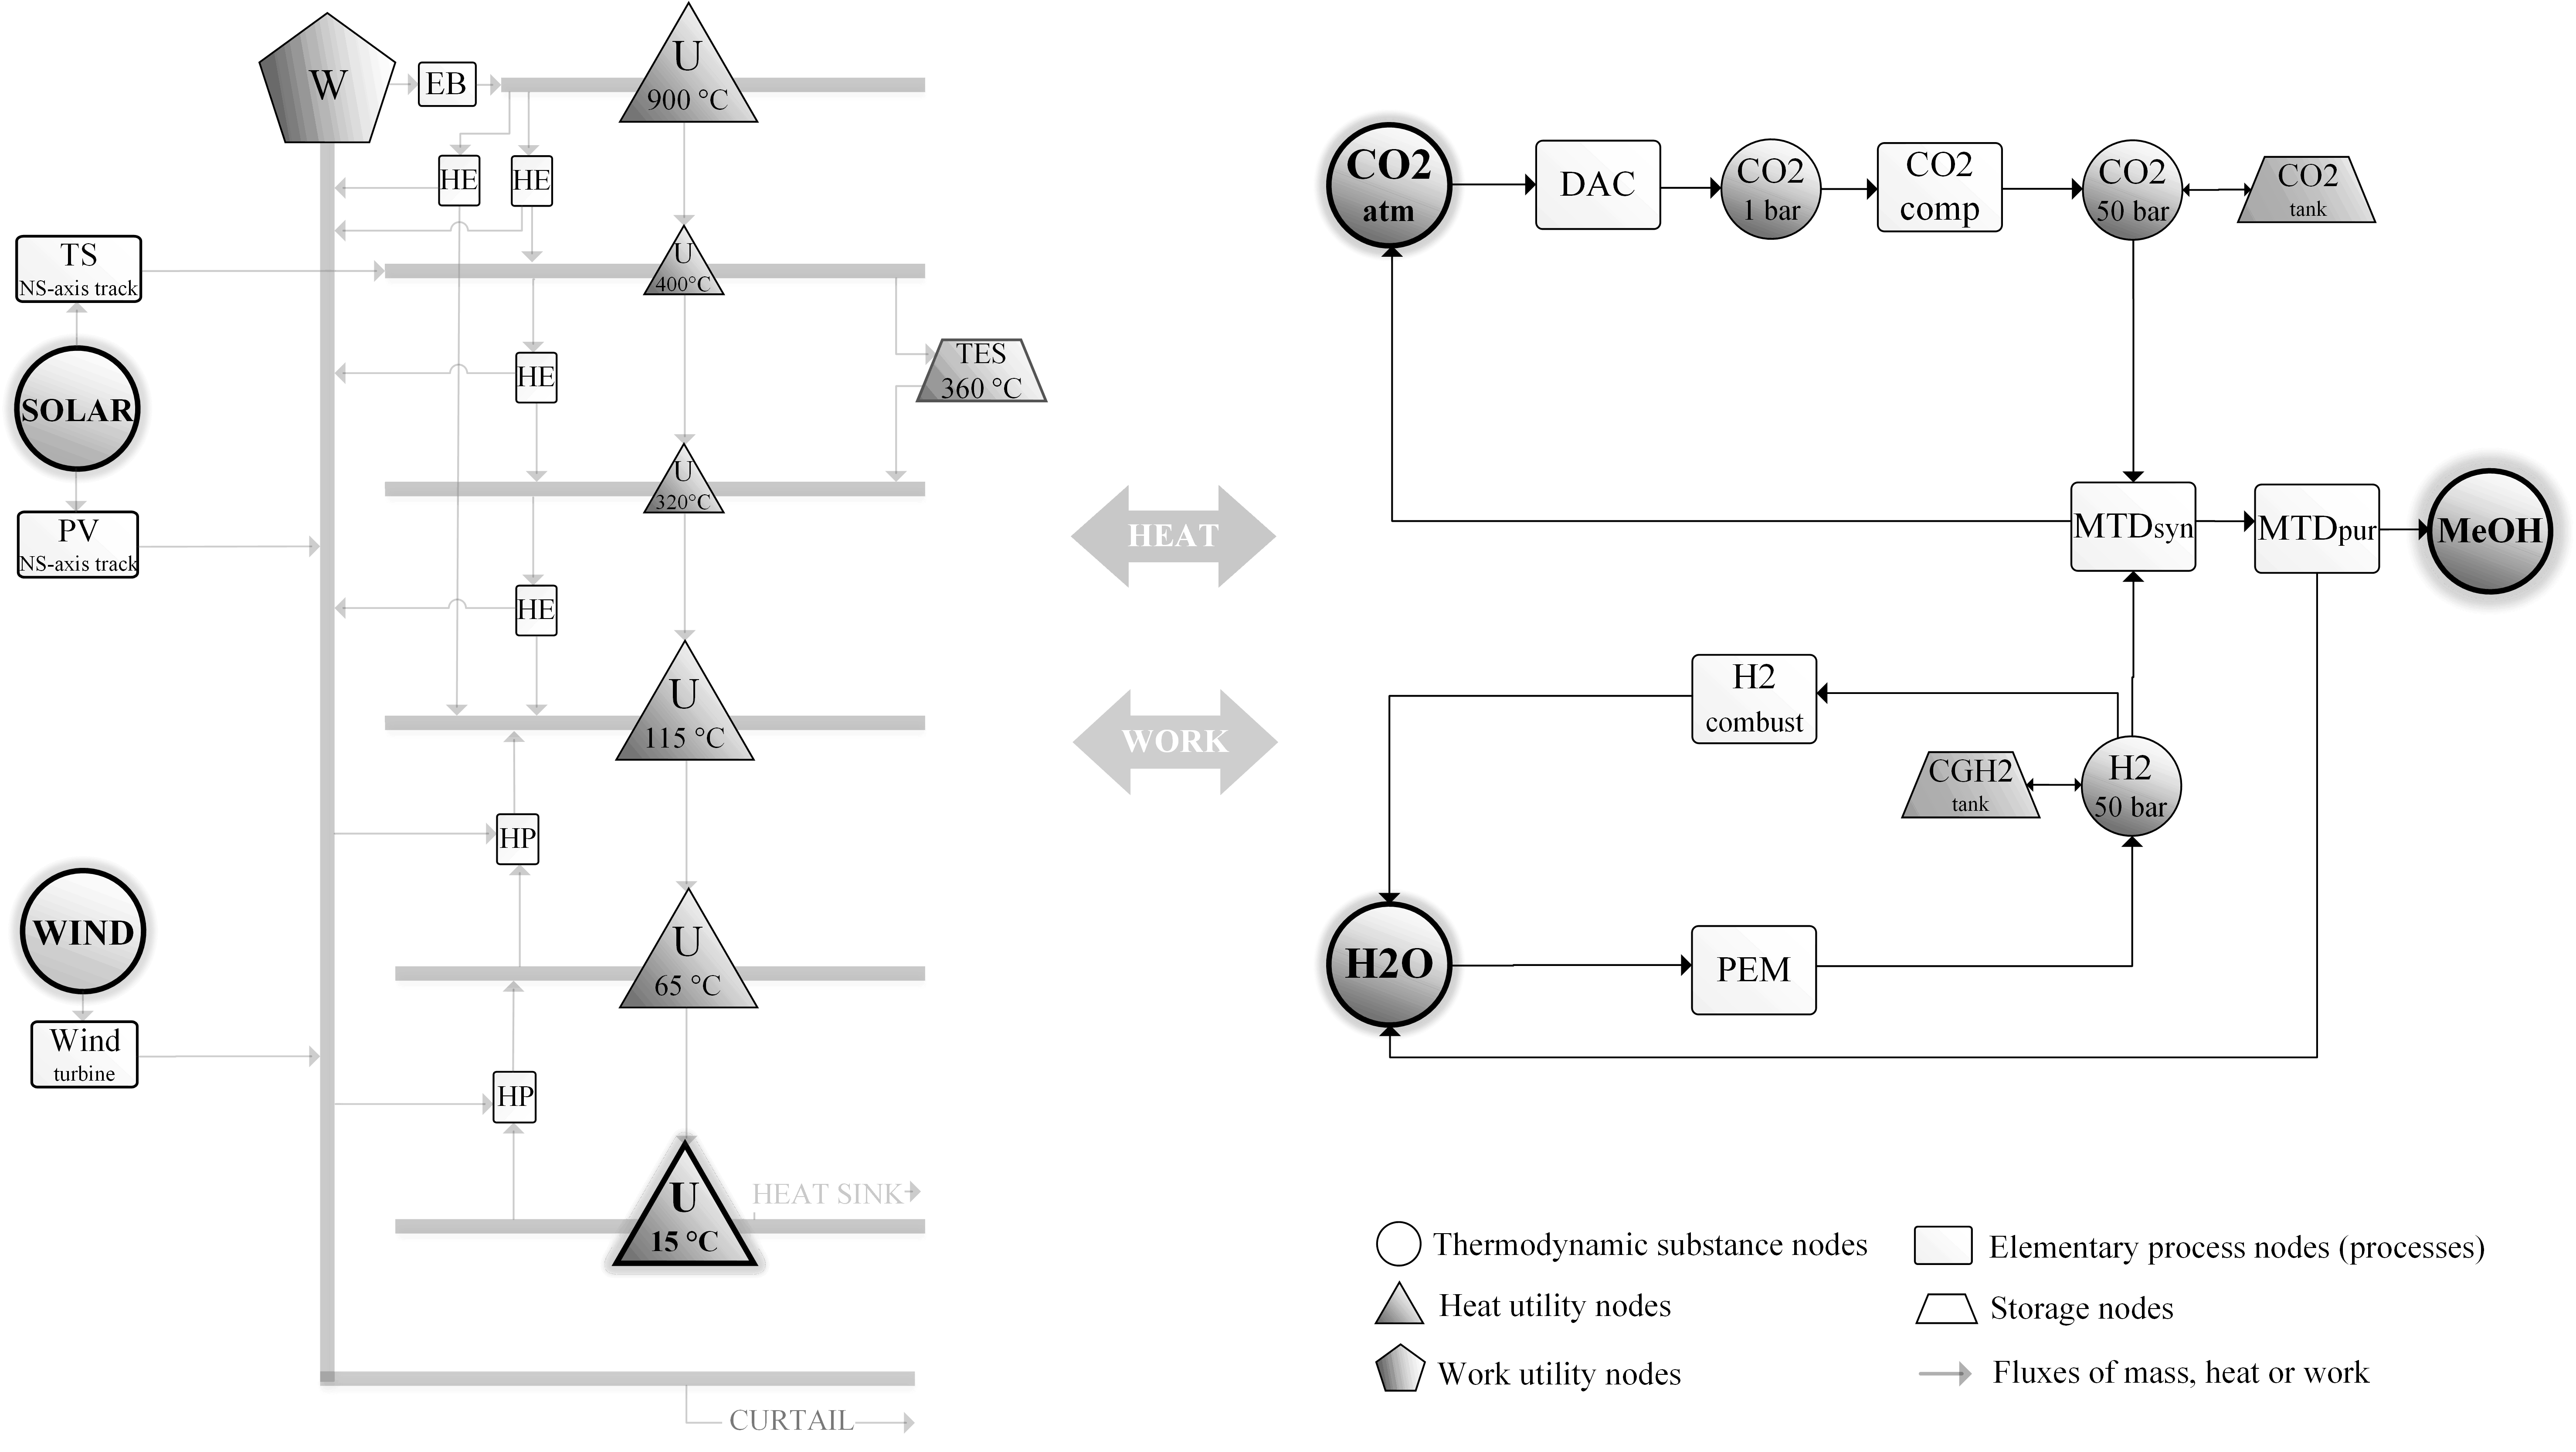 W
EB
U
900 °C
HE
HE
TS
NS-axis track
U
400°C
SOLAR
HE
TES
360 °C
PV
NS-axis track
U
320°C
HE
U
115 °C
HP
WIND
U
65 °C
Wind
turbine
HP
U
15 °C
HEAT SINK
CURTAIL
HEAT
WORK
CO2
atm
DAC
CO2
1 bar
CO2
comp
CO2
50 bar
CO2
tank
MTDsyn
MTDpur
MeOH
H2
combust
CGH2
tank
H2
50 bar
H2O
PEM
Thermodynamic substance nodes
Elementary process nodes (processes)
Heat utility nodes
Storage nodes
Work utility nodes
Fluxes of mass, heat or work